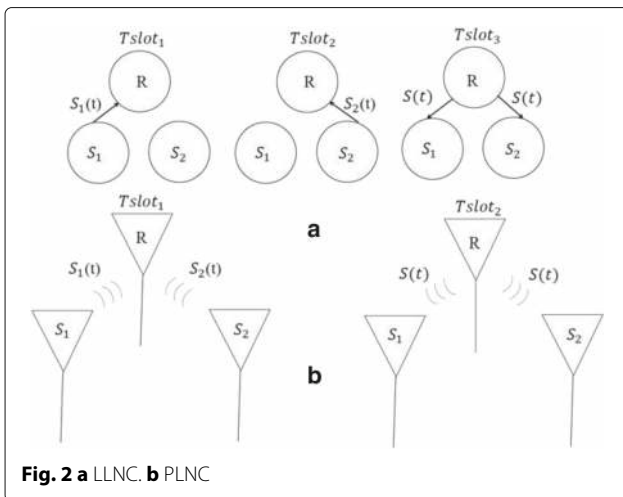 Tslot₁ Tslot₂ Tslot₃
R R R
S₁(t) S₂(t) S(t) S(t)
S₁ S₂ S₁ S₂ S₁ S₂
Tslot₁ a Tslot₂
R R
S₁(t) S₂(t) S(t) S(t)
S₁ S₂ S₁ S₂
b
Fig. 2 a LLNC. b PLNC